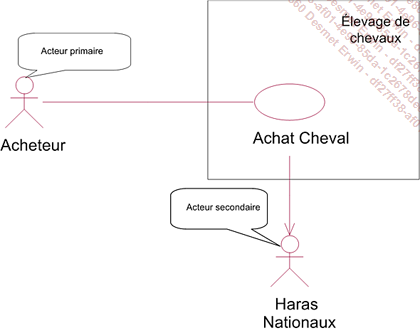 Élevage de
chevaux
Acteur primaire
Acheteur
Achat Cheval
Acteur secondaire
Haras
Nationaux